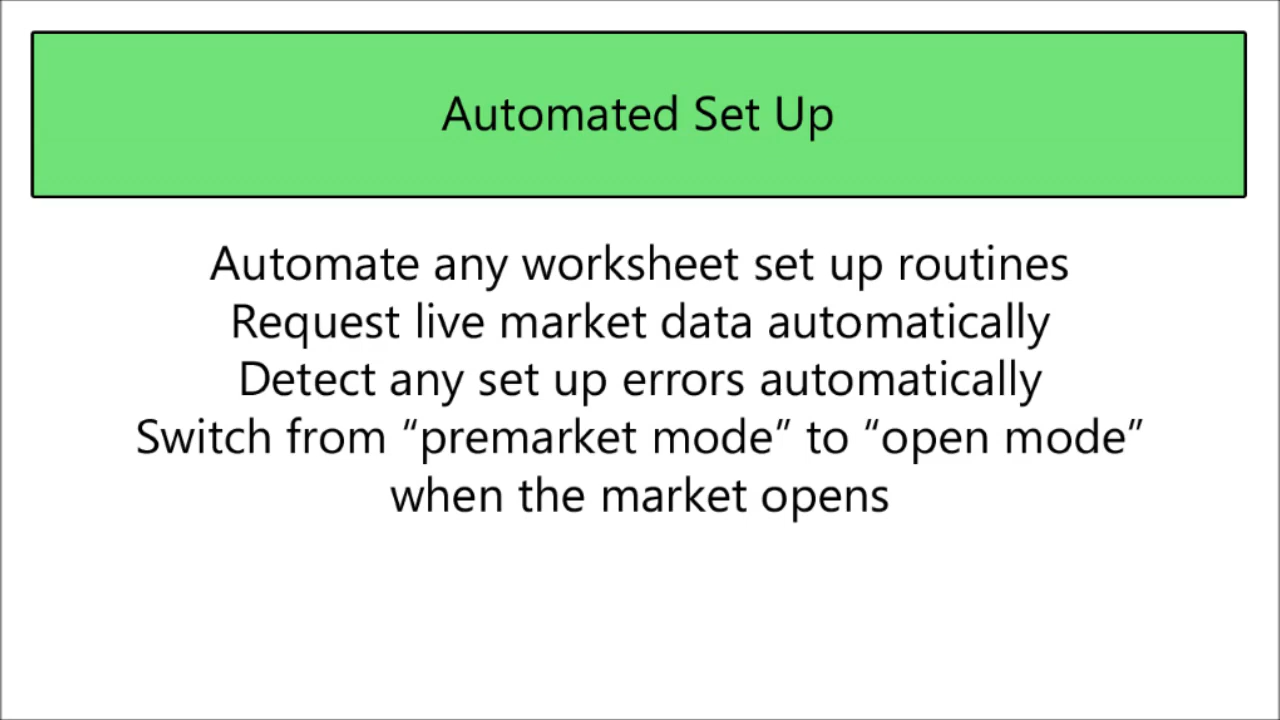 Automated Set Up
Automate any worksheet set up routines
Request live market data automatically
Detect any set up errors automatically
Switch from “premarket mode” to “open mode”
when the market opens